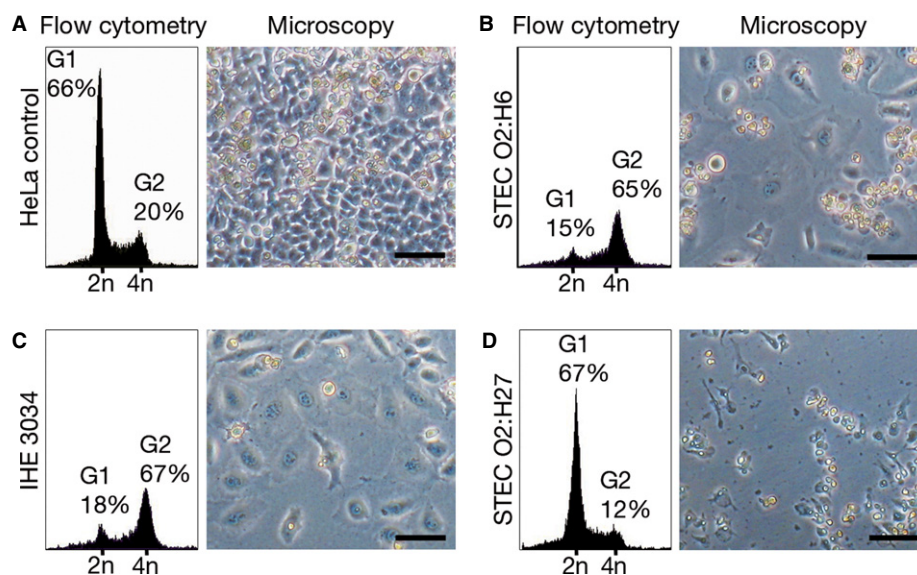 A Flow cytometry Microscopy
HeLa control
G1
66%
G2
20%
2n 4n
B Flow cytometry Microscopy
STEC O2:H6
G1
15%
G2
65%
2n 4n
C
IHE 3034
G1
18%
G2
67%
2n 4n
D
STEC O2:H27
G1
67%
G2
12%
2n 4n